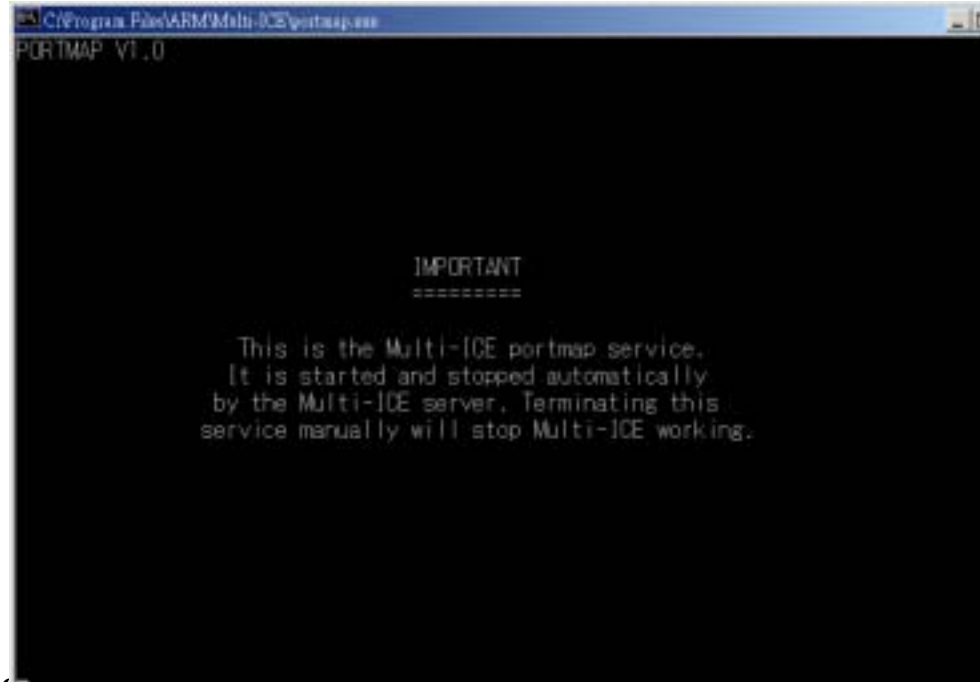 C:\Program Files\ARM\Multi-ICE\portmap.exe
PORTMAP V1.0
IMPORTANT
=========
This is the Multi-ICE portmap service.
It is started and stopped automatically
by the Multi-ICE server. Terminating this
service manually will stop Multi-ICE working.